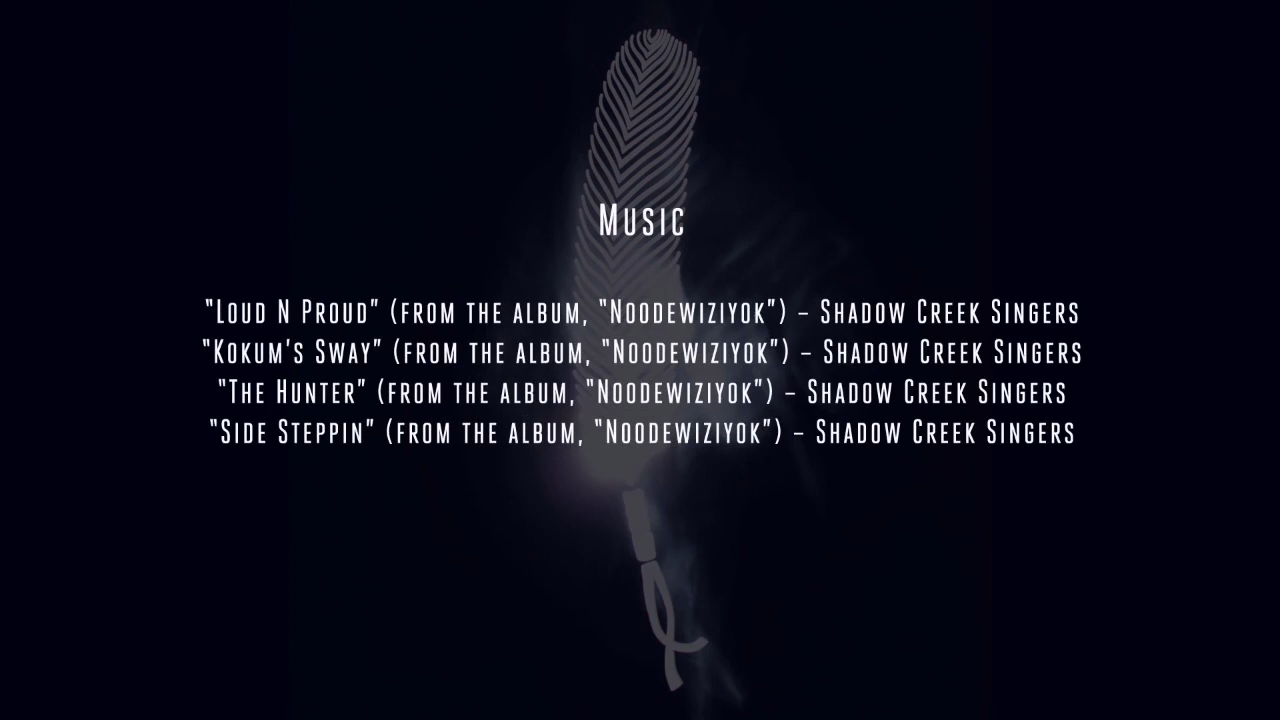 Music
"Loud N Proud" (from the album, "Noodewiziyok") – Shadow Creek Singers
"Kokum's Sway" (from the album, "Noodewiziyok") – Shadow Creek Singers
"The Hunter" (from the album, "Noodewiziyok") – Shadow Creek Singers
"Side Steppin" (from the album, "Noodewiziyok") – Shadow Creek Singers